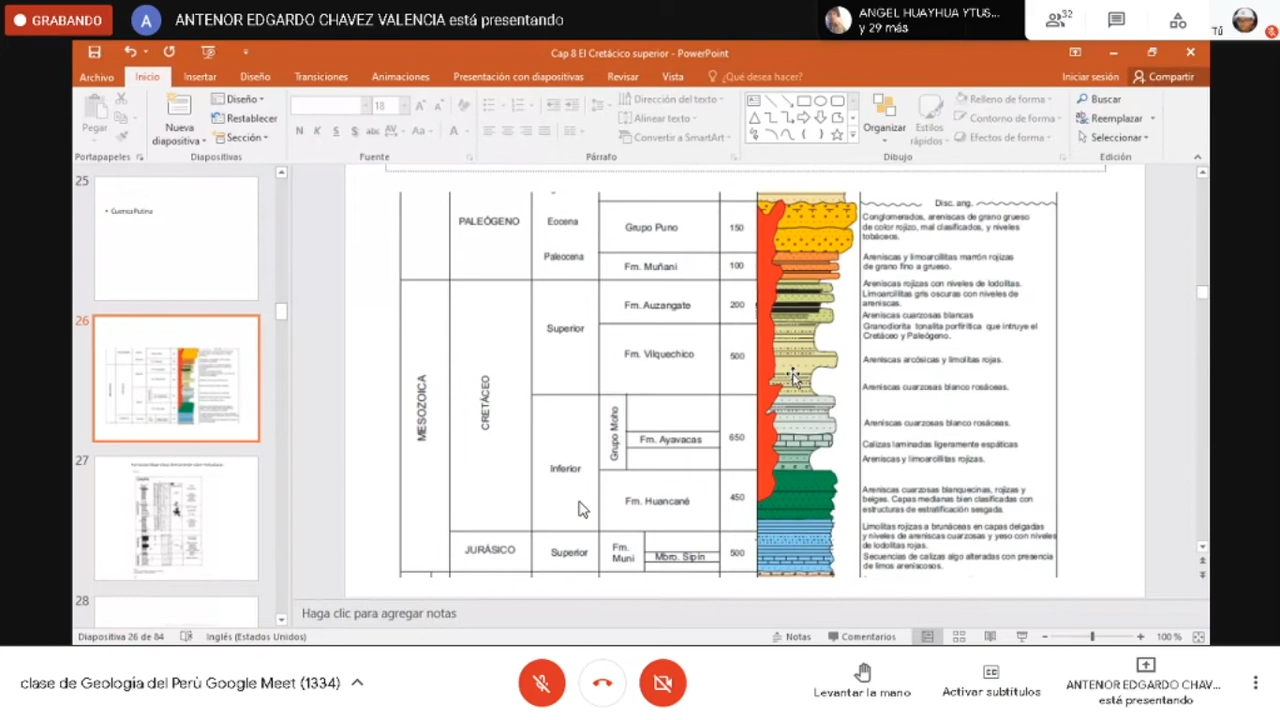 GRABANDO
A
ANTENOR EDGARDO CHAVEZ VALENCIA está presentando
ANGEL HUAYHUA YTUS...
y 29 más
32
Tú
Cap 8 El Cretácico superior - PowerPoint
Archivo
Inicio
Insertar
Diseño
Transiciones
Animaciones
Presentación con diapositivas
Revisar
Vista
¿Qué desea hacer?
Iniciar sesión
Compartir
Pegar
Nueva
diapositiva
Diseño
Restablecer
Sección
18
N K S S abc AV Aa A
Dirección del texto
Alinear texto
Convertir a SmartArt
Organizar
Estilos
rápidos
Relleno de forma
Contorno de forma
Efectos de forma
Buscar
Reemplazar
Seleccionar
Portapapeles
Diapositivas
Fuente
Párrafo
Dibujo
Edición
25
• Cuenca Putina
26
27
28
MESOZOICA
PALEÓGENO
CRETÁCEO
JURÁSICO
Eocena
Paleocena
Superior
Inferior
Superior
Grupo Puno
150
Fm. Muñani
100
Fm. Auzangate
200
Fm. Vilquechico
500
Grupo Moho
Fm. Ayavacas
650
Fm. Huancané
450
Fm.
Muni
Mbro. Sipín
500
Disc. ang.
Conglomerados, areniscas de grano grueso
de color rojizo, mal clasificados, y niveles
tobáceos.
Areniscas y limoarcillitas marrón rojizas
de grano fino a grueso.
Areniscas rojizas con niveles de lodolitas.
Limoarcillitas gris oscuras con niveles de
areniscas.
Areniscas cuarzosas blancas
Granodiorita tonalita porfirítica que intruye el
Cretáceo y Paleógeno.
Areniscas arcósicas y limolitas rojas.
Areniscas cuarzosas blanco rosáceas.
Areniscas cuarzosas blanco rosáceas.
Calizas laminadas ligeramente espáticas
Areniscas y limoarcillitas rojizas.
Areniscas cuarzosas blanquecinas, rojizas y
beiges. Capas medianas bien clasificadas con
estructuras de estratificación sesgada.
Limolitas rojizas a brunáceas en capas delgadas
y niveles de areniscas cuarzosas y yeso con niveles
de lodolitas rojas.
Secuencias de calizas algo alteradas con presencia
de limos areniscosos.
Haga clic para agregar notas
Diapositiva 26 de 84
Inglés (Estados Unidos)
Notas
Comentarios
100 %
clase de Geología del Perú Google Meet (1334)
Levantar la mano
Activar subtítulos
ANTENOR EDGARDO CHAV...
está presentando